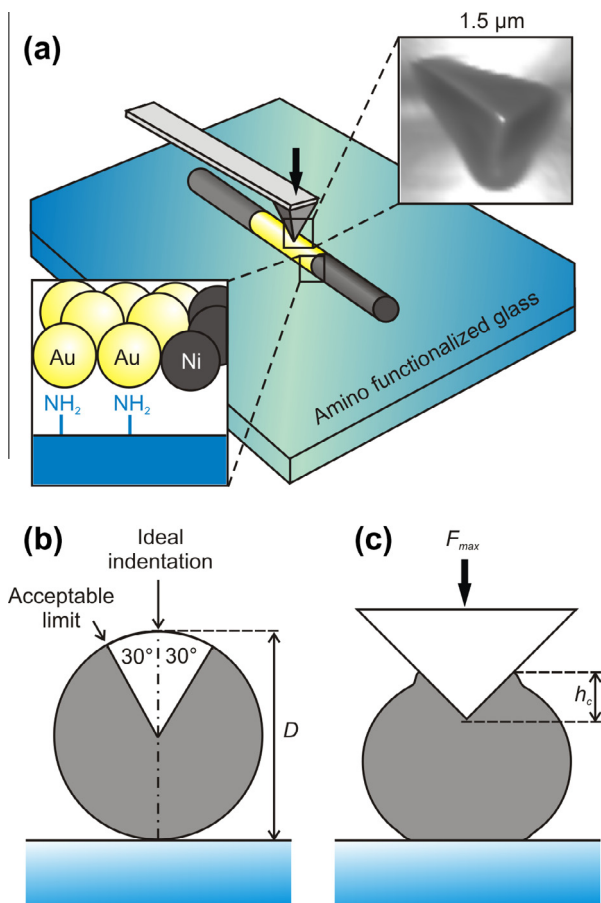 1.5 µm
(a)
Au
Au
Ni
NH₂
NH₂
Amino functionalized glass
(b)
Ideal
indentation
Acceptable
limit
30°
30°
D
(c)
Fmax
hc